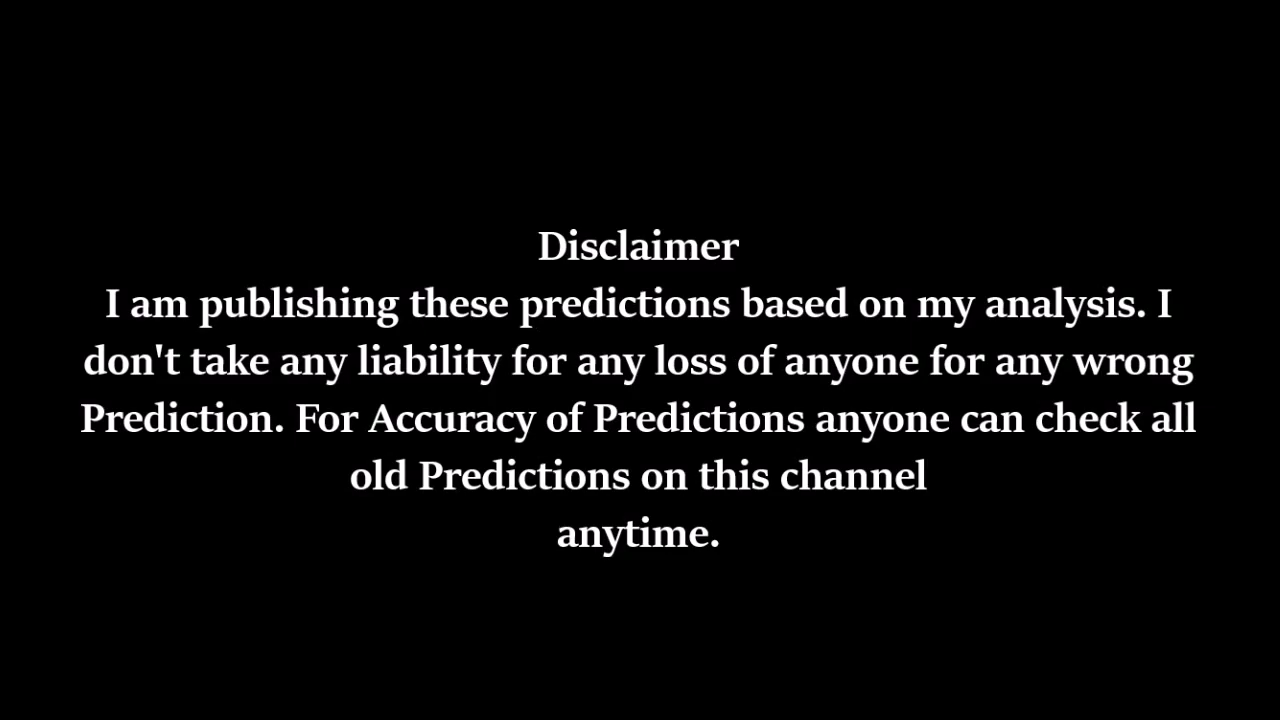 Disclaimer
I am publishing these predictions based on my analysis. I
don't take any liability for any loss of anyone for any wrong
Prediction. For Accuracy of Predictions anyone can check all
old Predictions on this channel
anytime.